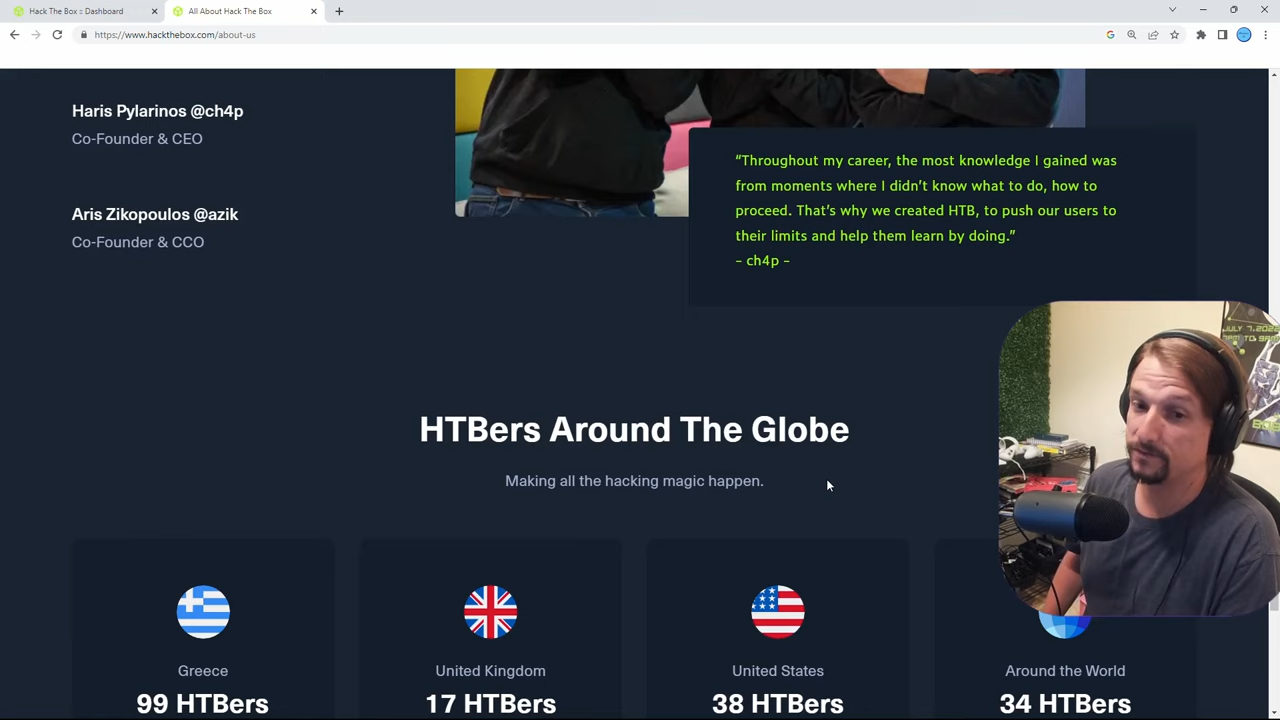 Hack The Box :: Dashboard
All About Hack The Box
https://www.hackthebox.com/about-us
Haris Pylarinos @ch4p
Co-Founder & CEO
Aris Zikopoulos @azik
Co-Founder & CCO
“Throughout my career, the most knowledge I gained was
from moments where I didn’t know what to do, how to
proceed. That’s why we created HTB, to push our users to
their limits and help them learn by doing.”
- ch4p -
JULY 7,2022
HTBers Around The Globe
Making all the hacking magic happen.
Greece
99 HTBers
United Kingdom
17 HTBers
United States
38 HTBers
Around the World
34 HTBers